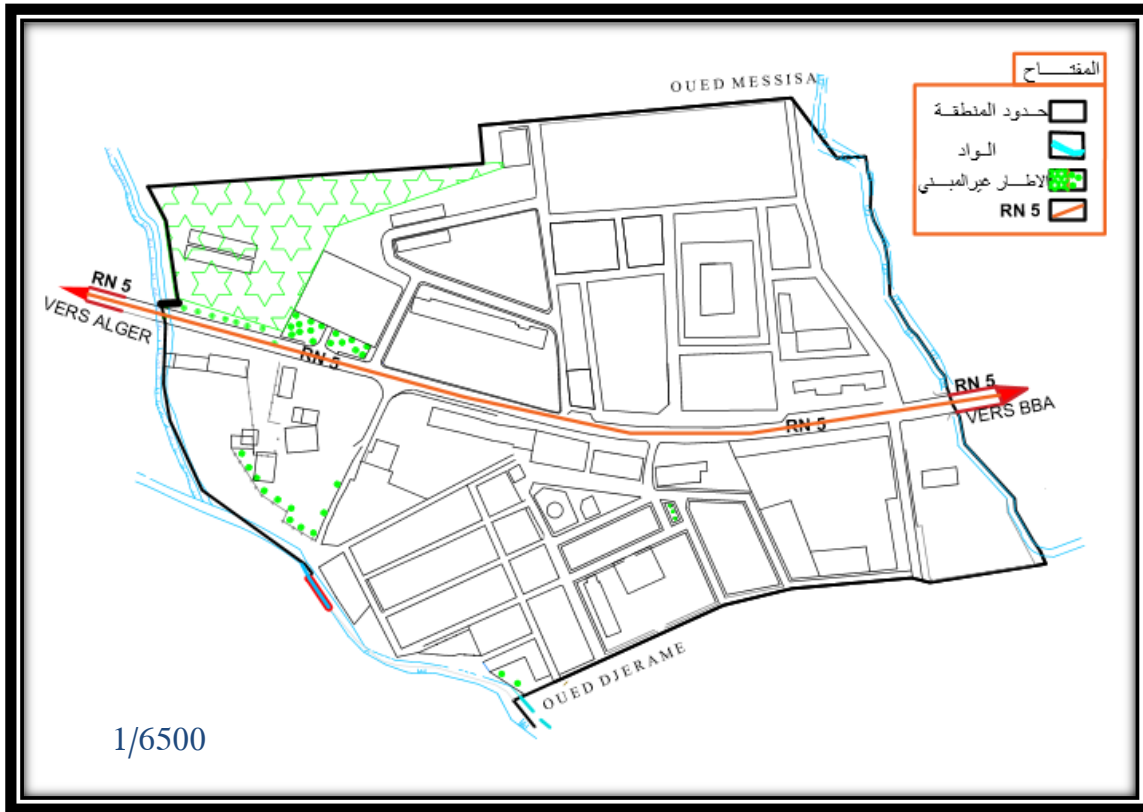 OUED MESSISA
المفتـــــاح
حـدود المنطقـة
الـواد
الاطـــار غيرالمبـــني
RN 5
RN 5
VERS ALGER
RN 5
RN 5
VERS BBA
RN 5
OUED DJERAME
1/6500